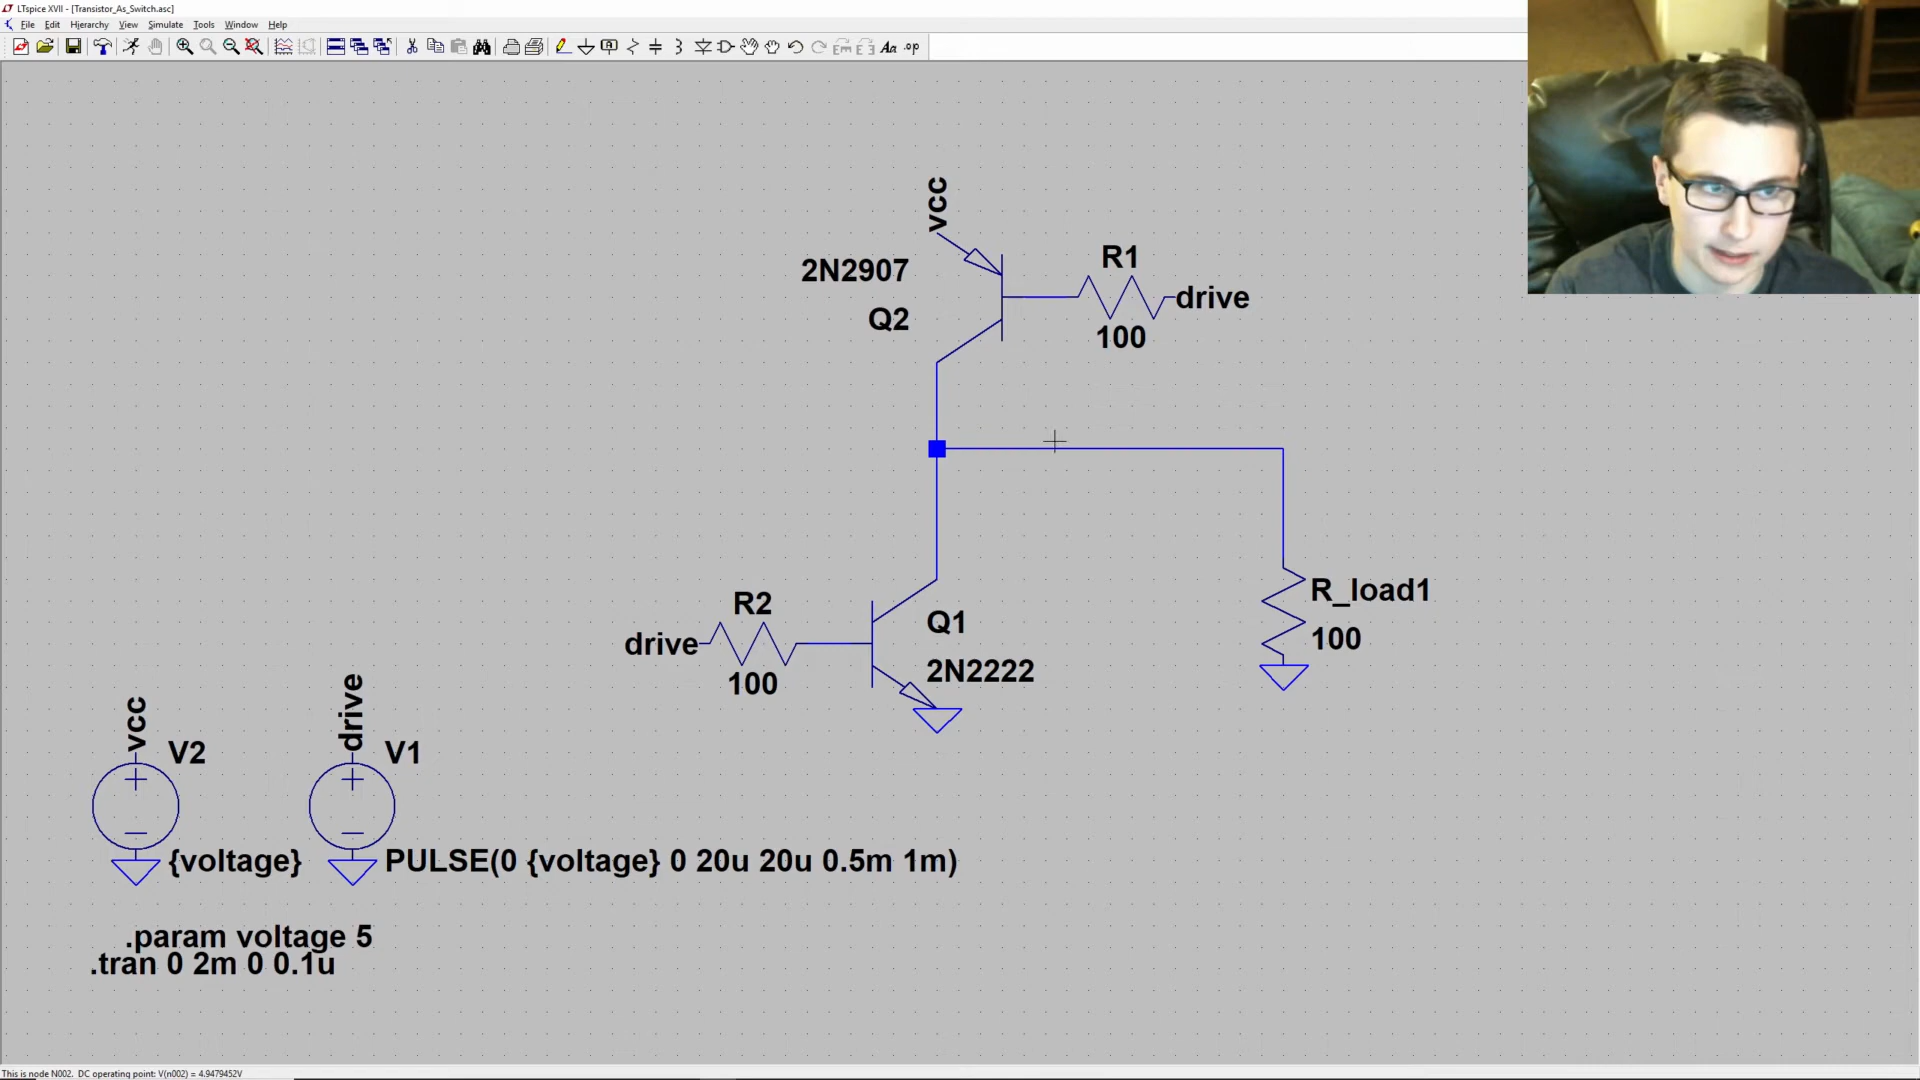 LTspice XVII - [Transistor_As_Switch.asc]
File Edit Hierarchy View Simulate Tools Window Help
Aa .op
vcc
2N2907
Q2
R1
100
drive
R_load1
100
drive
R2
100
Q1
2N2222
vcc
V2
{voltage}
drive
V1
PULSE(0 {voltage} 0 20u 20u 0.5m 1m)
.param voltage 5
.tran 0 2m 0 0.1u
This is node N002. DC operating point: V(n002) = 4.9479452V